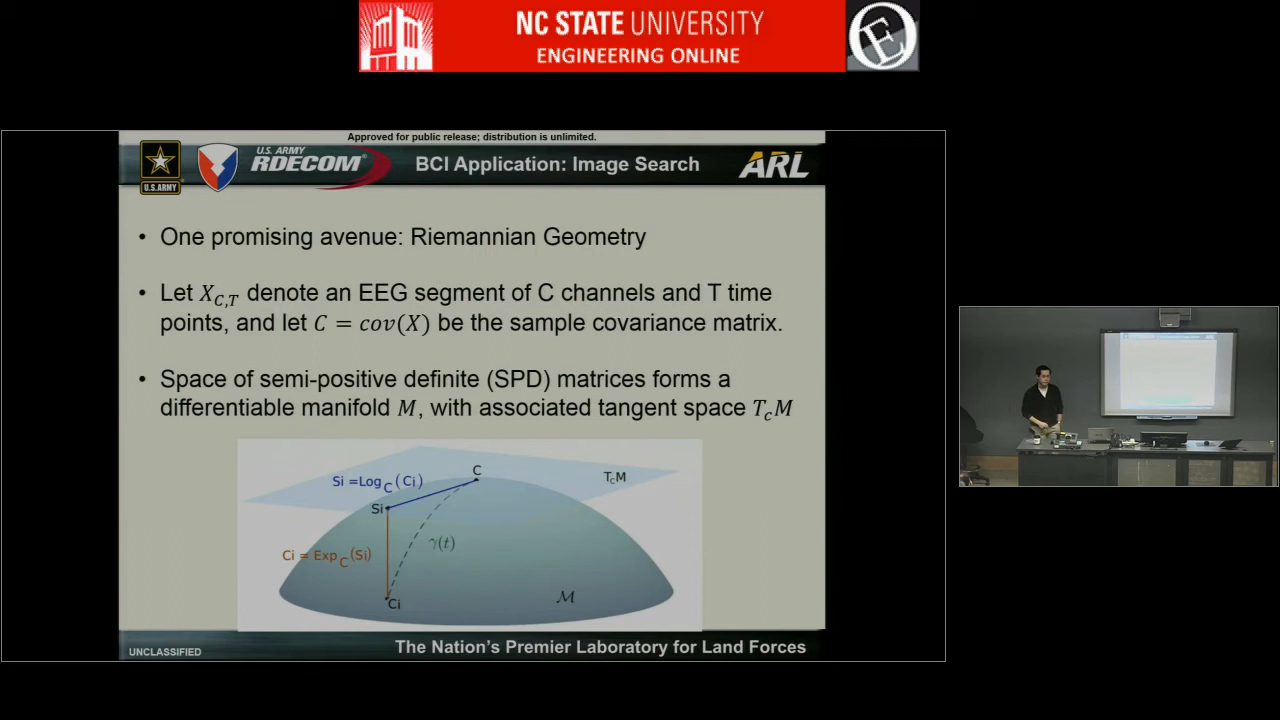 NC STATE UNIVERSITY
ENGINEERING ONLINE
E
Approved for public release; distribution is unlimited.
U.S. ARMY
U.S. ARMY
RDECOM®
BCI Application: Image Search
ARL
• One promising avenue: Riemannian Geometry
• Let X_{C,T} denote an EEG segment of C channels and T time
points, and let C = cov(X) be the sample covariance matrix.
• Space of semi-positive definite (SPD) matrices forms a
differentiable manifold M, with associated tangent space T_cM
C
Si =Log_C(Ci)
T_CM
Si
γ(t)
Ci = Exp_C(Si)
Ci
M
UNCLASSIFIED
The Nation's Premier Laboratory for Land Forces